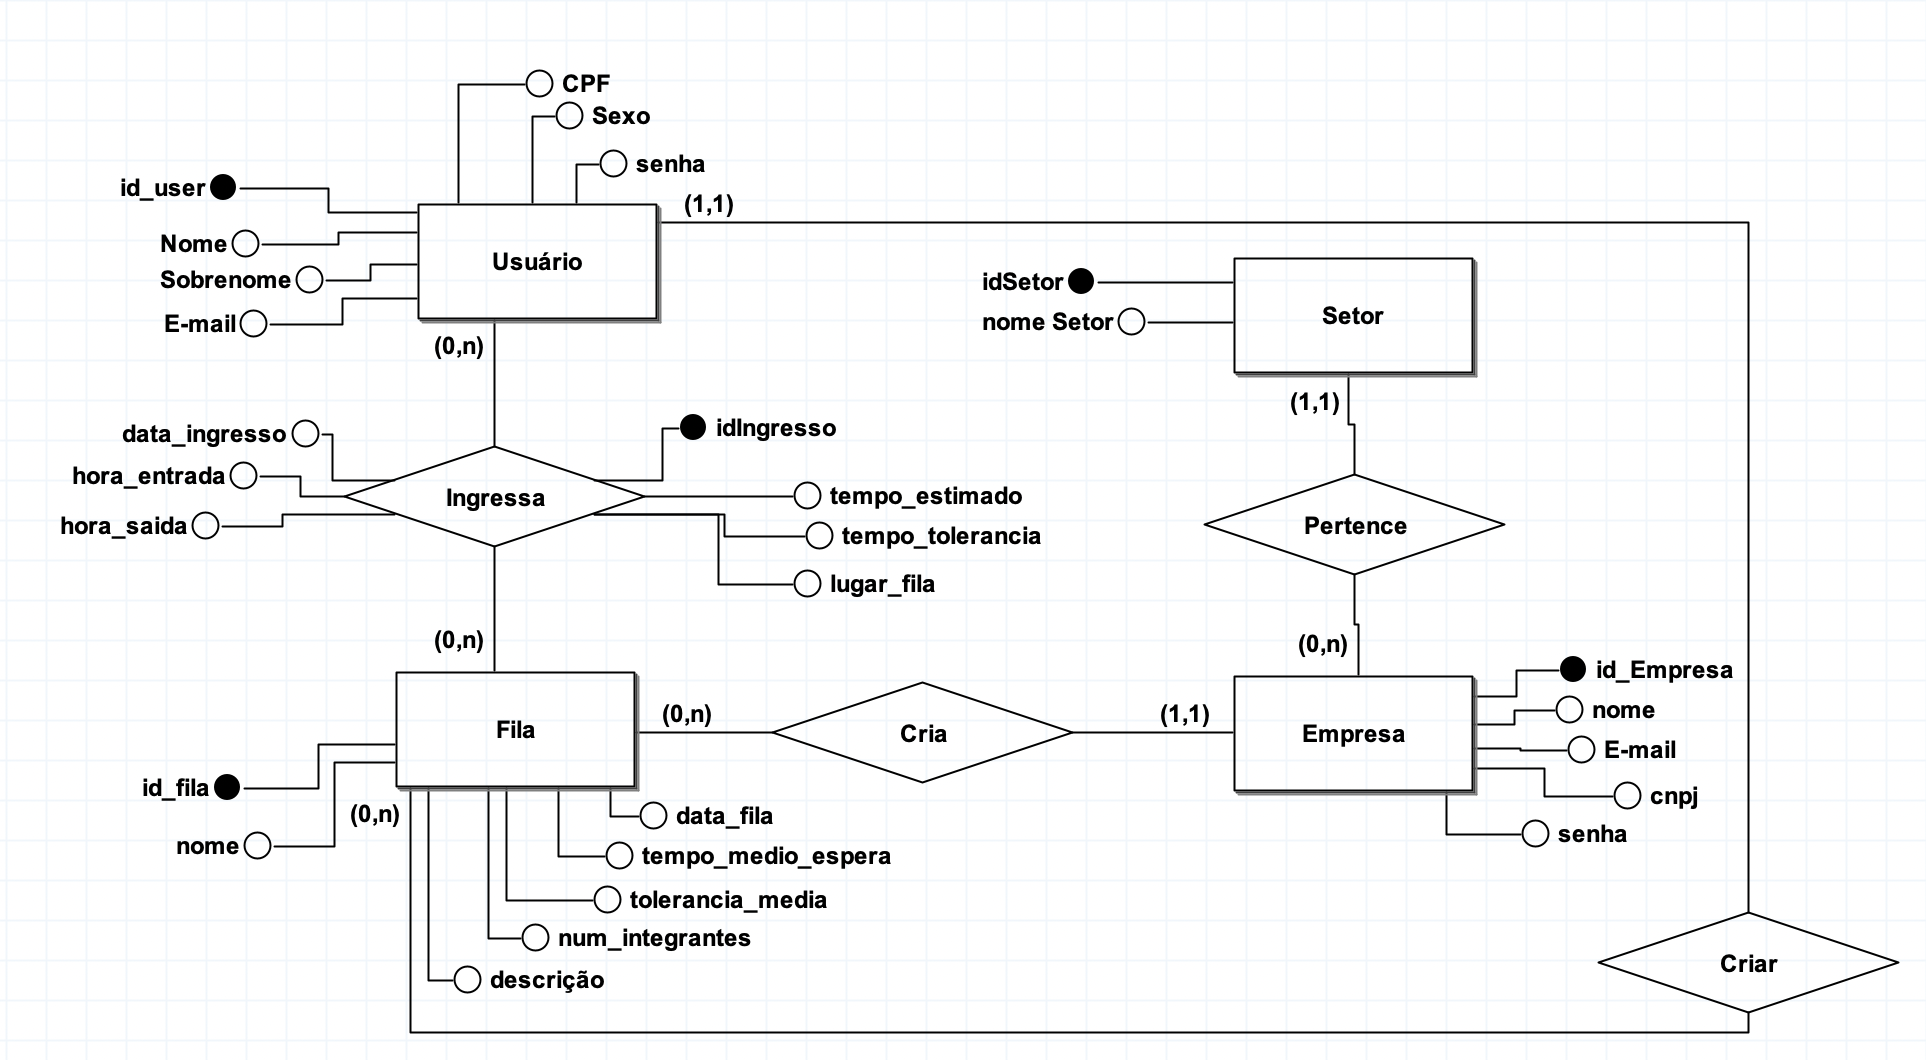 CPF
Sexo
senha
id_user
(1,1)
Nome
Usuário
Sobrenome
idSetor
Setor
E-mail
nome Setor
(0,n)
(1,1)
data_ingresso
idIngresso
hora_entrada
Ingressa
tempo_estimado
hora_saida
Pertence
tempo_tolerancia
lugar_fila
(0,n)
(0,n)
id_Empresa
(0,n)
(1,1)
nome
Fila
Cria
Empresa
E-mail
id_fila
cnpj
(0,n)
data_fila
senha
nome
tempo_medio_espera
tolerancia_media
num_integrantes
Criar
descrição